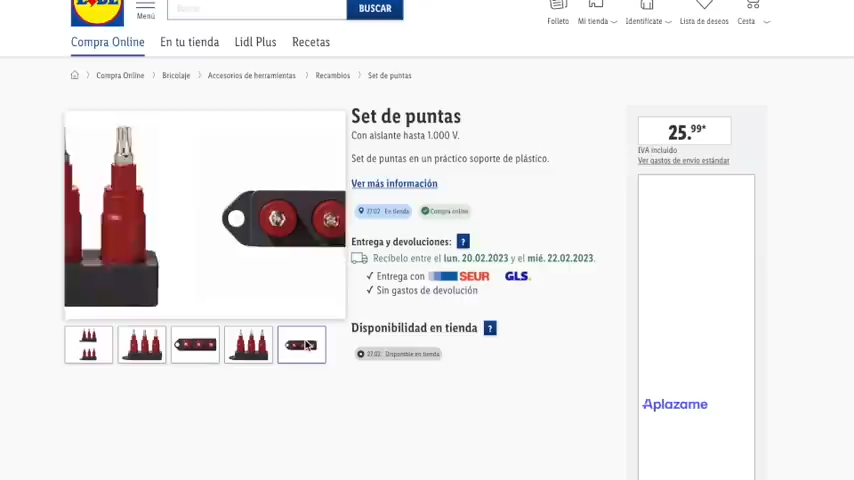 LIDL
Menú
Buscar
BUSCAR
Folleto
Mi tienda
Identifícate
Lista de deseos
Cesta
Compra Online
En tu tienda
Lidl Plus
Recetas
Compra Online
Bricolaje
Accesorios de herramientas
Recambios
Set de puntas
Set de puntas
Con aislante hasta 1.000 V.
Set de puntas en un práctico soporte de plástico.
Ver más información
27.02 En tienda
Compra online
Entrega y devoluciones: ?
Recíbelo entre el lun. 20.02.2023 y el mié. 22.02.2023.
✓ Entrega con SEUR GLS.
✓ Sin gastos de devolución
Disponibilidad en tienda ?
27.02 Disponible en tienda
25.99*
IVA incluido
Ver gastos de envío estándar
Aplazame